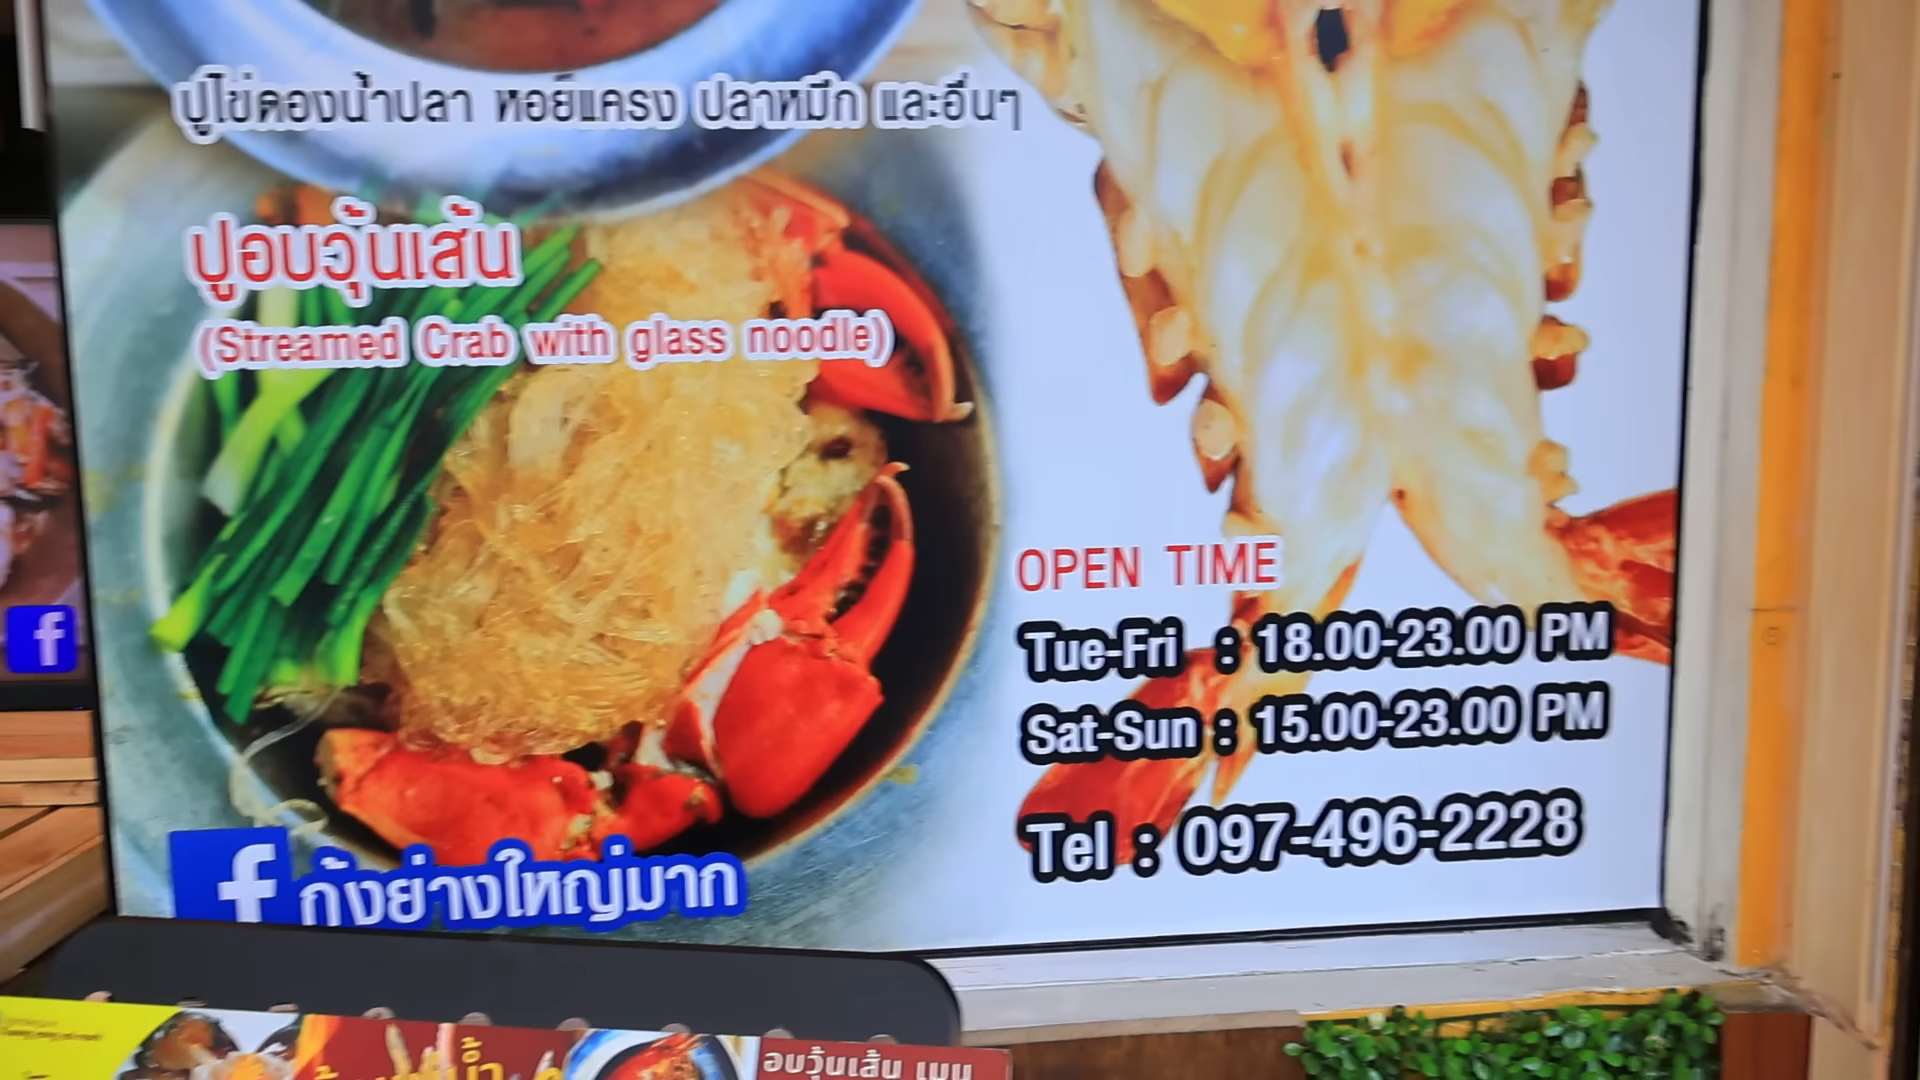 ปูไข่ดองน้ำปลา หอยแครง ปลาหมึก และอื่นๆ
ปูอบวุ้นเส้น
(Streamed Crab with glass noodle)
OPEN TIME
Tue-Fri : 18.00-23.00 PM
Sat-Sun : 15.00-23.00 PM
Tel : 097-496-2228
f
f กุ้งย่างใหญ่มาก
อบวุ้นเส้น เมนู